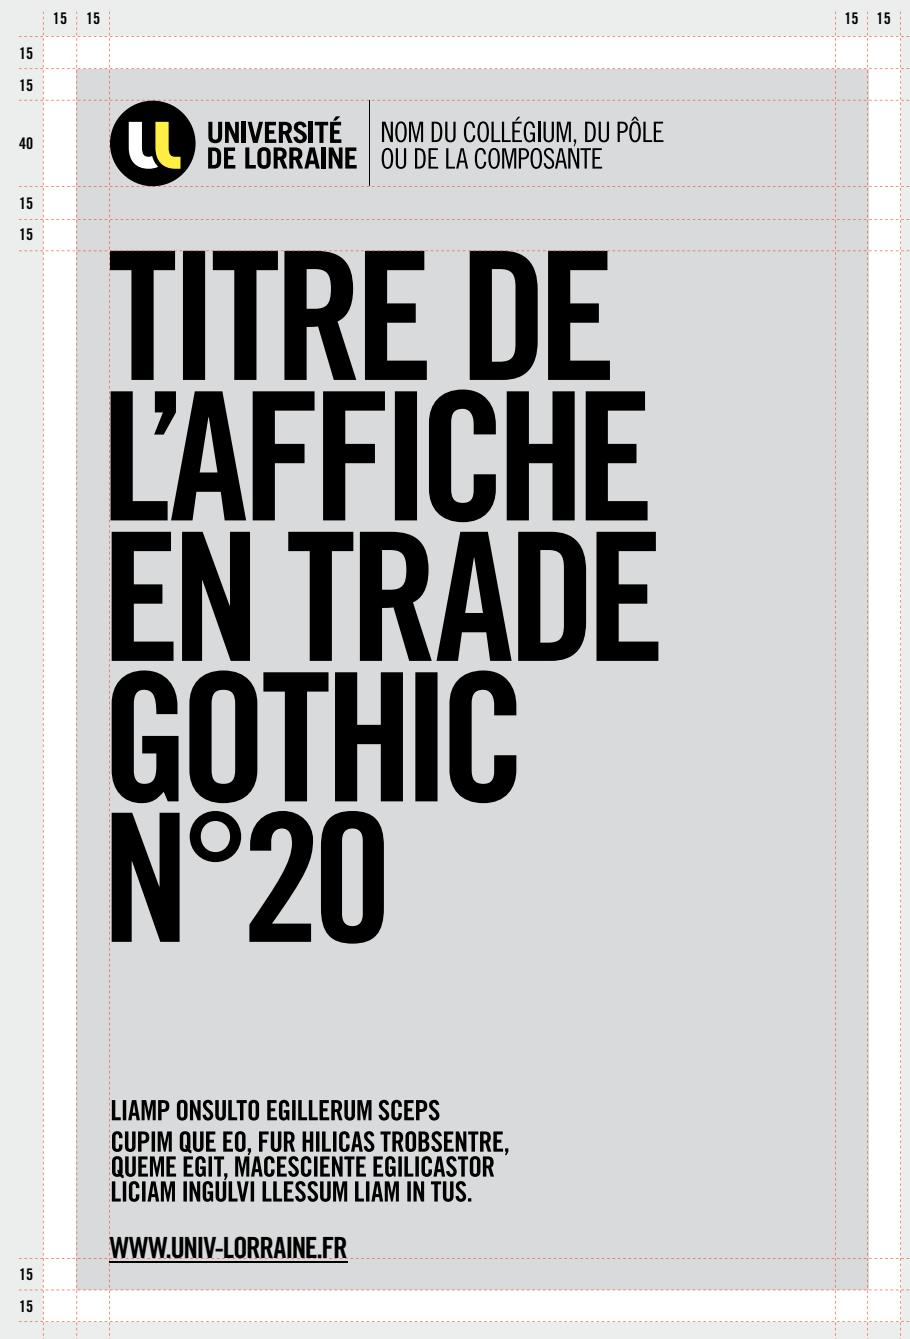 15 15 15 15
15
15
40
15
15
UNIVERSITÉ
DE LORRAINE
NOM DU COLLÉGIUM, DU PÔLE
OU DE LA COMPOSANTE
TITRE DE
L’AFFICHE
EN TRADE
GOTHIC
N°20
LIAMP ONSULTO EGILLERUM SCEPS
CUPIM QUE EO, FUR HILICAS TROBSENTRE,
QUEME EGIT, MACESCIENTE EGILICASTOR
LICIAM INGULVI LLESSUM LIAM IN TUS.
WWW.UNIV-LORRAINE.FR
15
15